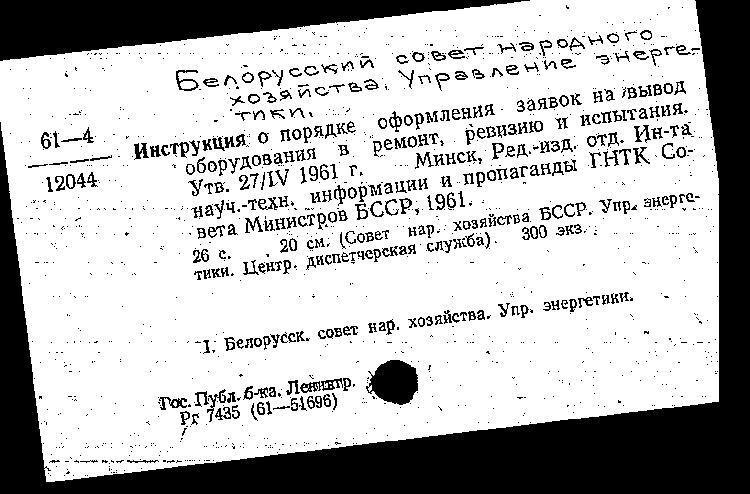 Белорусский совет народного
хозяйства. Управление энерге-
тики.
61—4
12044
Инструкция о порядке оформления заявок на вывод
оборудования в ремонт, ревизию и испытания.
Утв. 27/IV 1961 г. Минск, Ред.-изд. отд. Ин-та
науч.-техн. информации и пропаганды ГНТК Со-
вета Министров БССР, 1961.
26 с. 20 см. (Совет нар. хозяйства БССР. Упр. энерге-
тики. Центр. диспетчерская служба). 300 экз.
1. Белорусск. совет нар. хозяйства. Упр. энергетики.
Гос. Публ. б-ка. Ленингр.
Рг 7435 (61—51696)